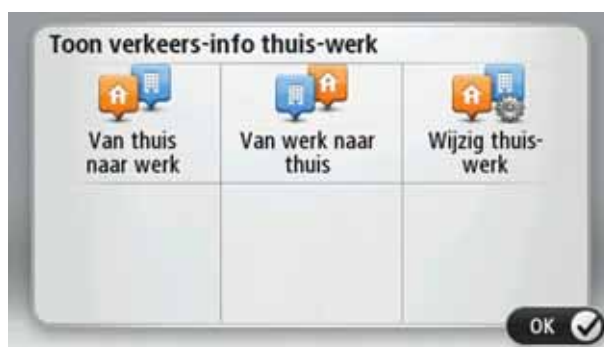 Toon verkeers-info thuis-werk
Van thuis
naar werk
Van werk naar
thuis
Wijzig thuis-
werk
OK